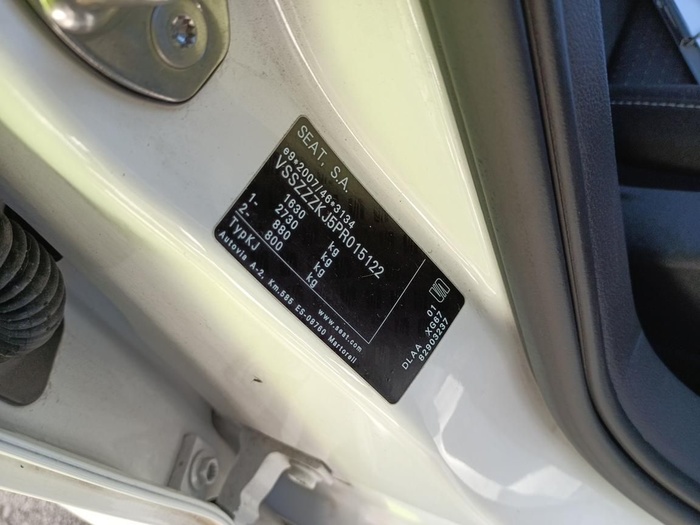 SEAT, S.A.
e9*2007/46*3134
VSSZZZKJ5PR015122
1630 kg
2730 kg
1- 880 kg
2- 800 kg
TypKJ
www.seat.com
Autovia A-2, Km.585 ES-08760 Martorell
01
XG67
DLAA
82903237